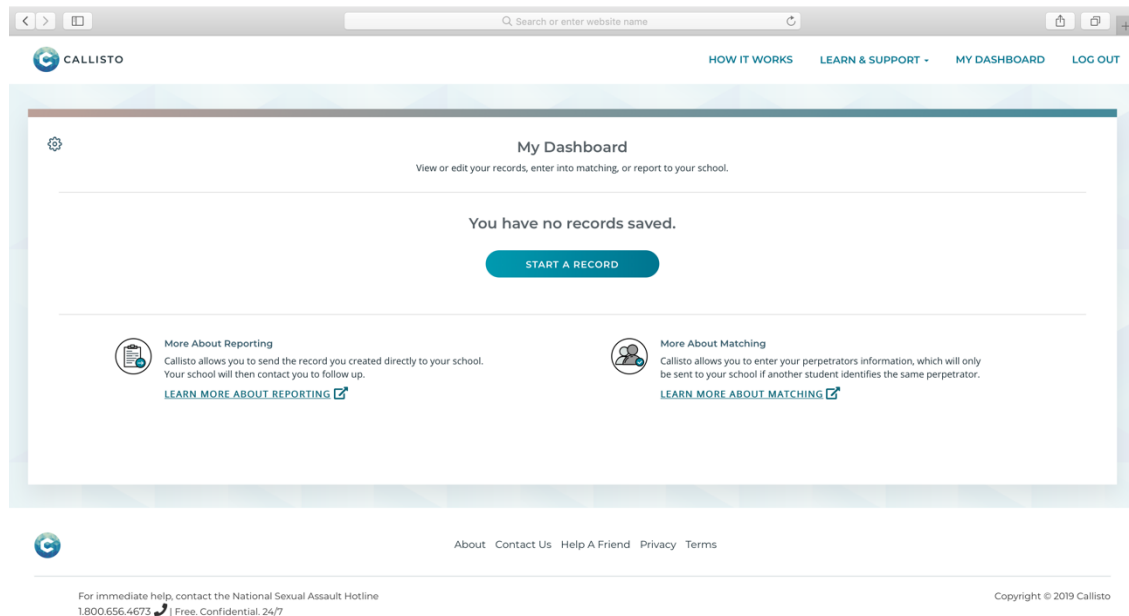 Search or enter website name
CALLISTO
HOW IT WORKS LEARN & SUPPORT MY DASHBOARD LOG OUT
My Dashboard
View or edit your records, enter into matching, or report to your school.
You have no records saved.
START A RECORD
More About Reporting
Callisto allows you to send the record you created directly to your school.
Your school will then contact you to follow up.
LEARN MORE ABOUT REPORTING
More About Matching
Callisto allows you to enter your perpetrators information, which will only
be sent to your school if another student identifies the same perpetrator.
LEARN MORE ABOUT MATCHING
About Contact Us Help A Friend Privacy Terms
For immediate help, contact the National Sexual Assault Hotline
1.800.656.4673 | Free. Confidential. 24/7
Copyright © 2019 Callisto